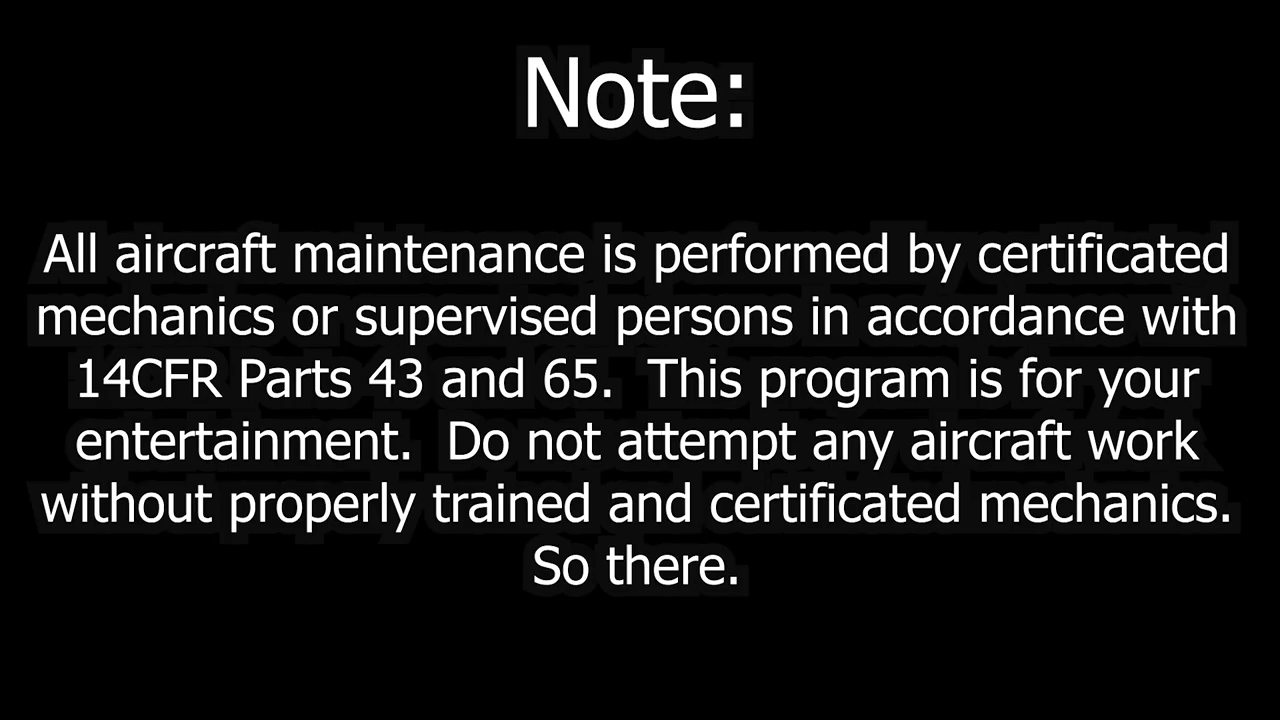 Note:
All aircraft maintenance is performed by certificated
mechanics or supervised persons in accordance with
14CFR Parts 43 and 65.  This program is for your
entertainment.  Do not attempt any aircraft work
without properly trained and certificated mechanics.
So there.